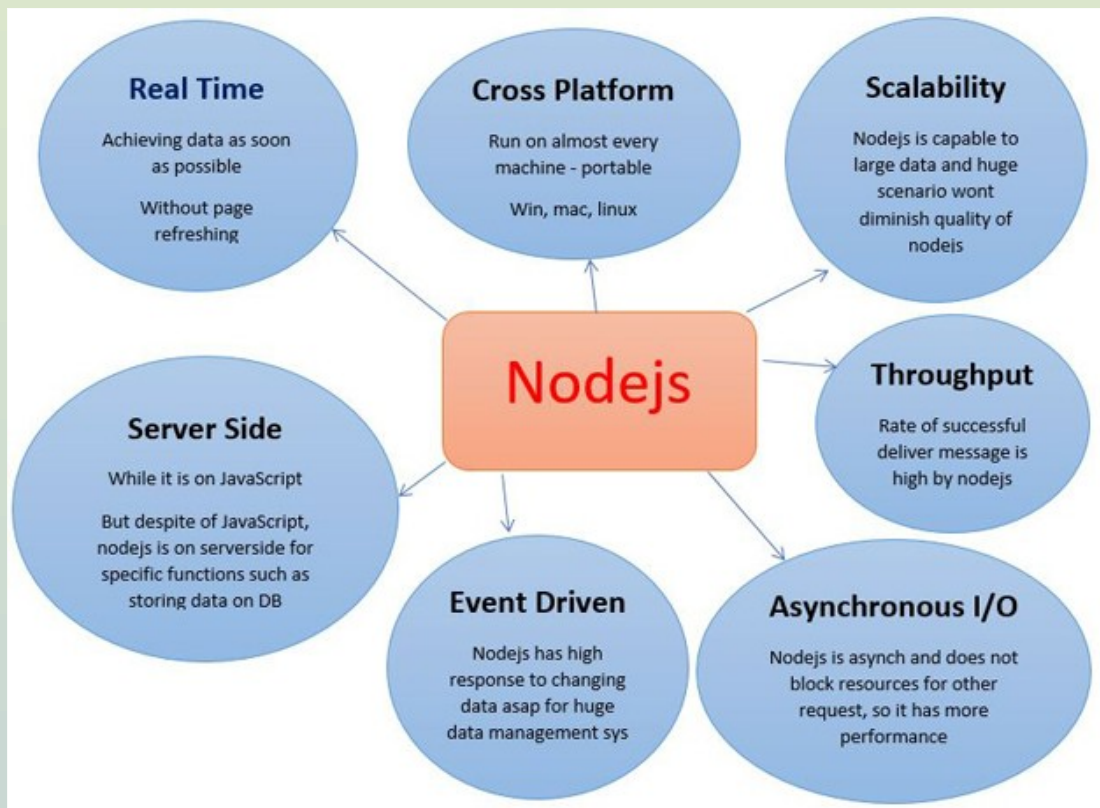 Real Time
Achieving data as soon
as possible
Without page
refreshing
Cross Platform
Run on almost every
machine - portable
Win, mac, linux
Scalability
Nodejs is capable to
large data and huge
scenario wont
diminish quality of
nodejs
Nodejs
Throughput
Rate of successful
deliver message is
high by nodejs
Server Side
While it is on JavaScript
But despite of JavaScript,
nodejs is on serverside for
specific functions such as
storing data on DB
Event Driven
Nodejs has high
response to changing
data asap for huge
data management sys
Asynchronous I/O
Nodejs is asynch and does not
block resources for other
request, so it has more
performance